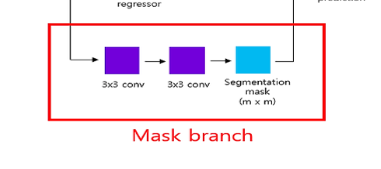 regressor
3x3 conv
3x3 conv
Segmentation
mask
(m x m)
Mask branch